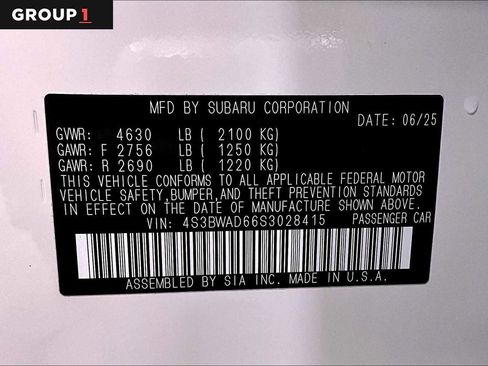 GROUP 1
MFD BY SUBARU CORPORATION
DATE: 06/25
GVWR: 4630 LB ( 2100 KG)
GAWR: F 2756 LB ( 1250 KG)
GAWR: R 2690 LB ( 1220 KG)
THIS VEHICLE CONFORMS TO ALL APPLICABLE FEDERAL MOTOR
VEHICLE SAFETY,BUMPER,AND THEFT PREVENTION STANDARDS
IN EFFECT ON THE DATE OF MANUFACTURE SHOWN ABOVE.
VIN: 4S3BWAD66S3028415 PASSENGER CAR
ASSEMBLED BY SIA INC. MADE IN U.S.A.